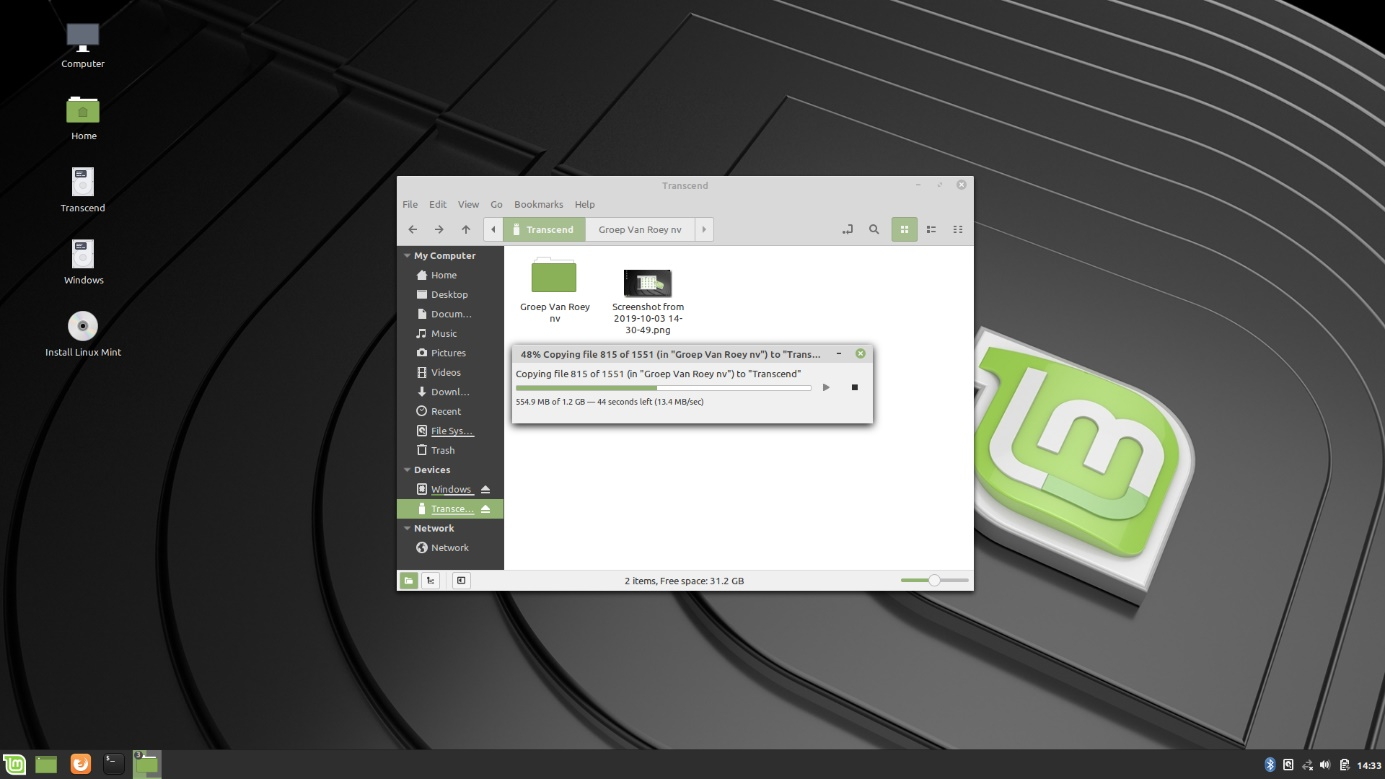 Computer
Home
Transcend
Windows
Install Linux Mint
Transcend
File Edit View Go Bookmarks Help
Transcend Groep Van Roey nv
My Computer
Home
Desktop
Docum...
Music
Pictures
Videos
Downl...
Recent
File Sys...
Trash
Devices
Windows
Transce...
Network
Network
Groep Van Roey
nv
Screenshot from
2019-10-03 14-
30-49.png
48% Copying file 815 of 1551 (in "Groep Van Roey nv") to "Trans...
Copying file 815 of 1551 (in "Groep Van Roey nv") to "Transcend"
554.9 MB of 1.2 GB — 44 seconds left (13.4 MB/sec)
2 items, Free space: 31.2 GB
$_
3
14:33